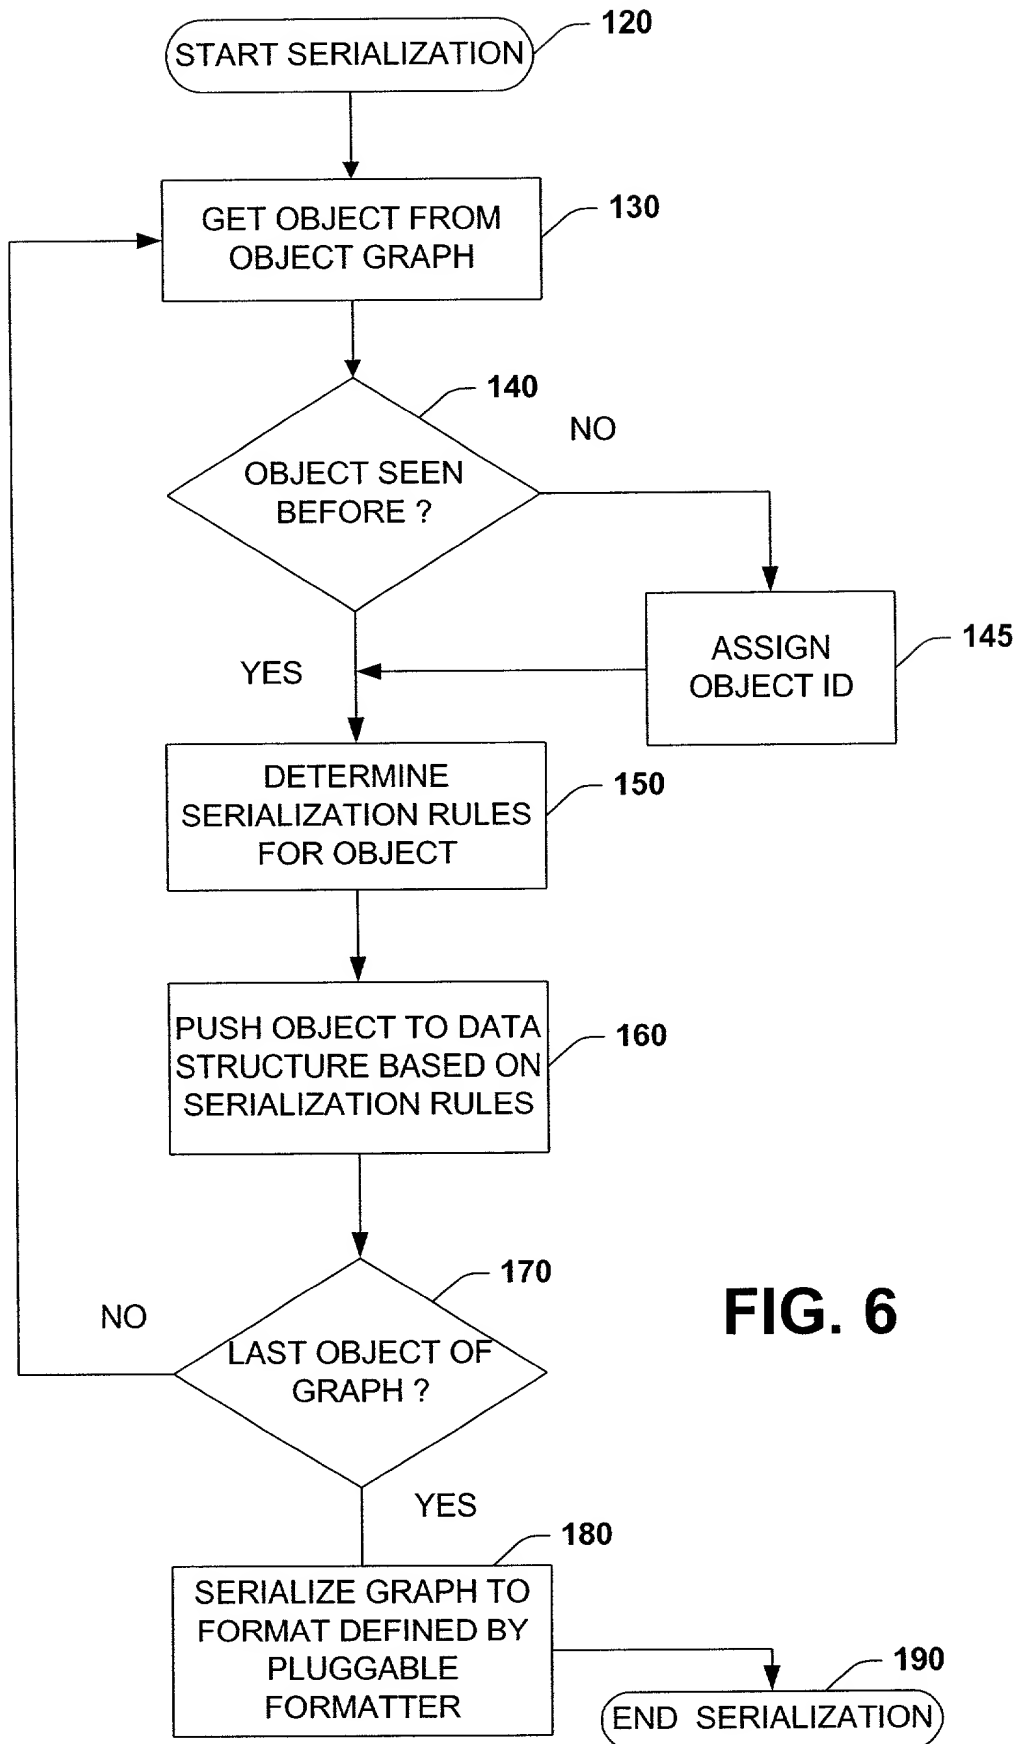 START SERIALIZATION
120
GET OBJECT FROM
OBJECT GRAPH
130
140
OBJECT SEEN
BEFORE ?
NO
ASSIGN
OBJECT ID
145
YES
DETERMINE
SERIALIZATION RULES
FOR OBJECT
150
PUSH OBJECT TO DATA
STRUCTURE BASED ON
SERIALIZATION RULES
160
170
LAST OBJECT OF
GRAPH ?
NO
FIG. 6
YES
180
SERIALIZE GRAPH TO
FORMAT DEFINED BY
PLUGGABLE
FORMATTER
190
END SERIALIZATION